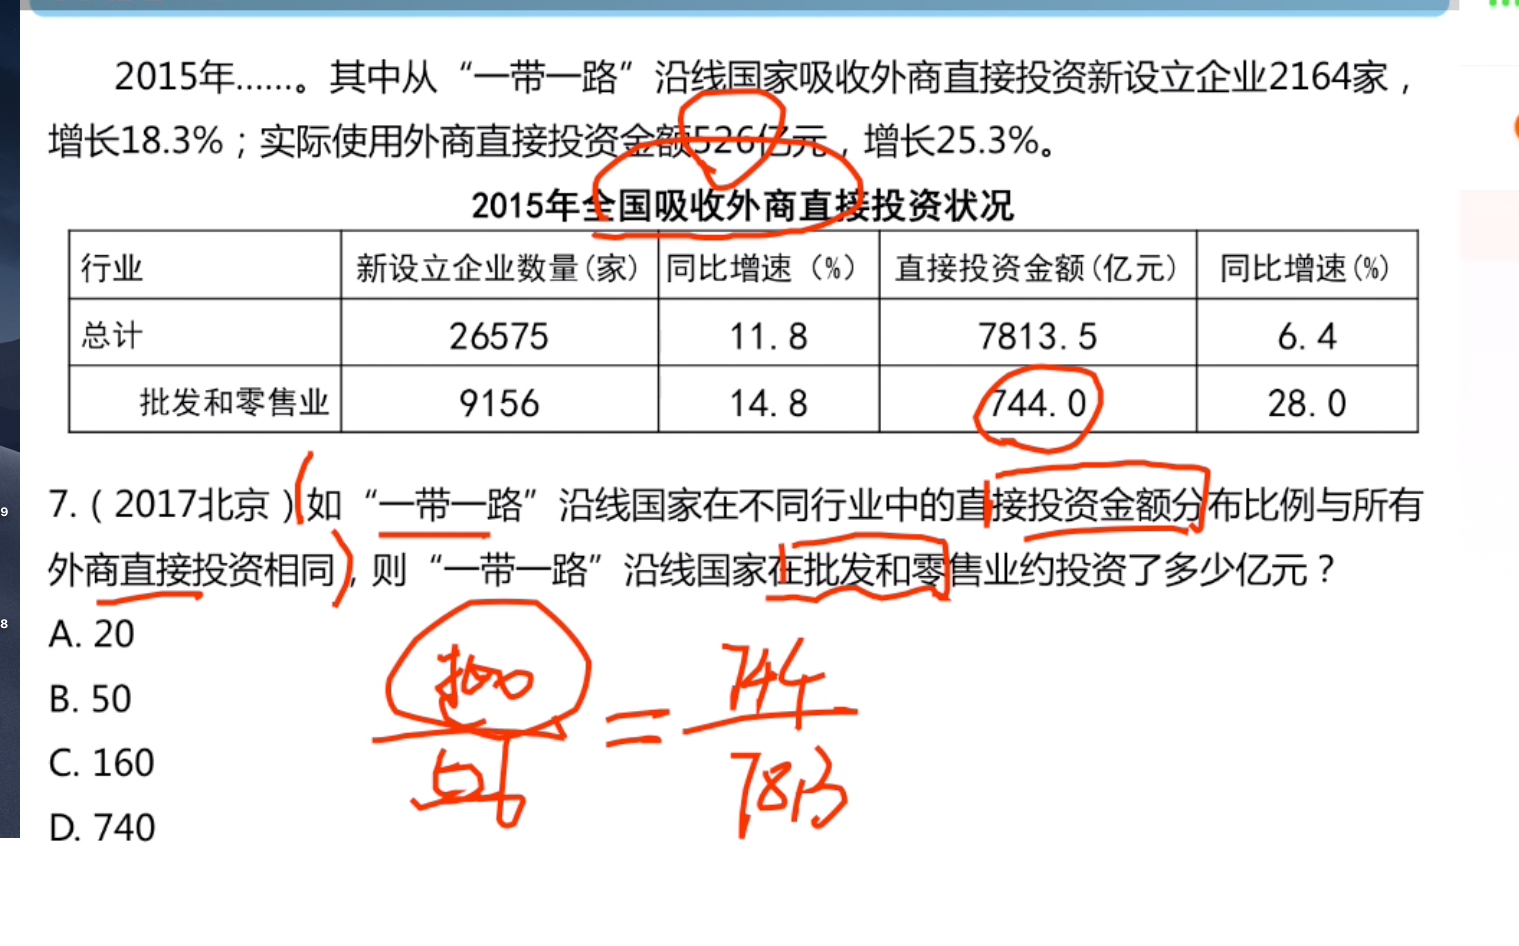 2015年……。其中从“一带一路”沿线国家吸收外商直接投资新设立企业2164家，
增长18.3%；实际使用外商直接投资金额526亿元，增长25.3%。
2015年全国吸收外商直接投资状况
行业 新设立企业数量(家) 同比增速（%） 直接投资金额(亿元) 同比增速(%)
总计 26575 11.8 7813.5 6.4
批发和零售业 9156 14.8 744.0 28.0
7.（2017北京）如“一带一路”沿线国家在不同行业中的直接投资金额分布比例与所有
外商直接投资相同，则“一带一路”沿线国家在批发和零售业约投资了多少亿元？
A. 20
B. 50
C. 160
D. 740
526 = 744
7813
9
8